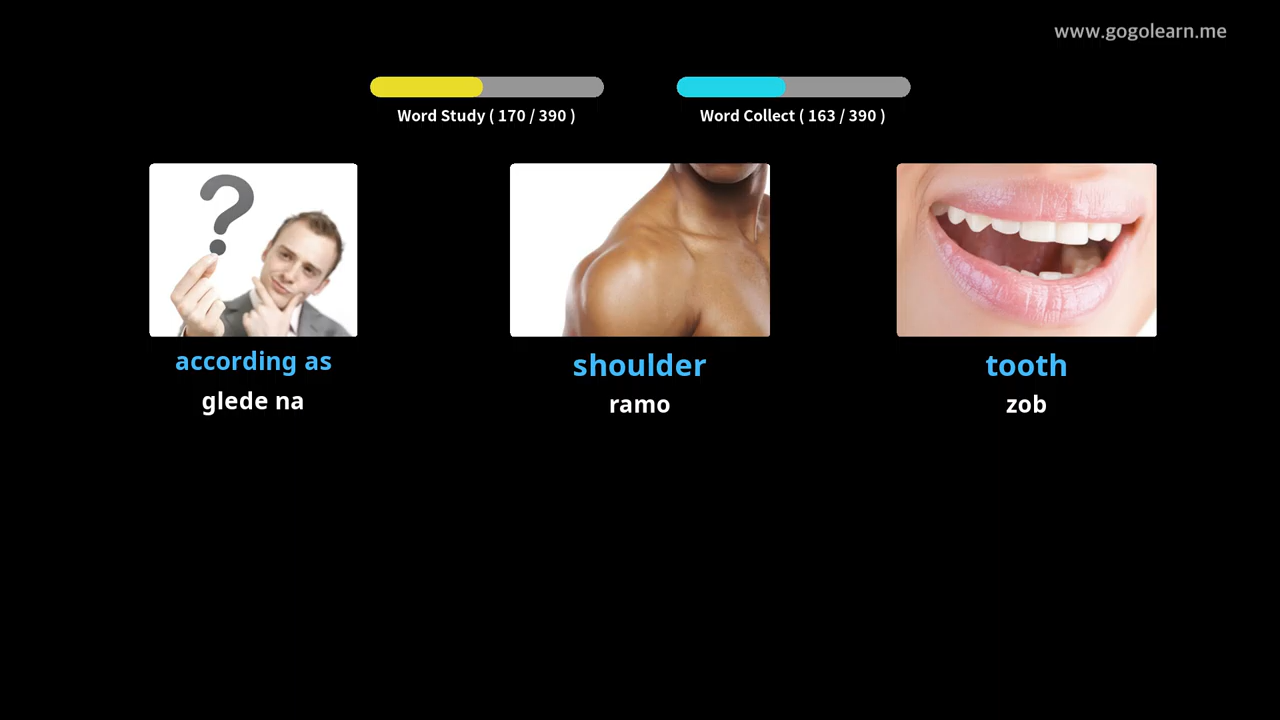 www.gogolearn.me
Word Study ( 170 / 390 )
Word Collect ( 163 / 390 )
according as
glede na
shoulder
ramo
tooth
zob